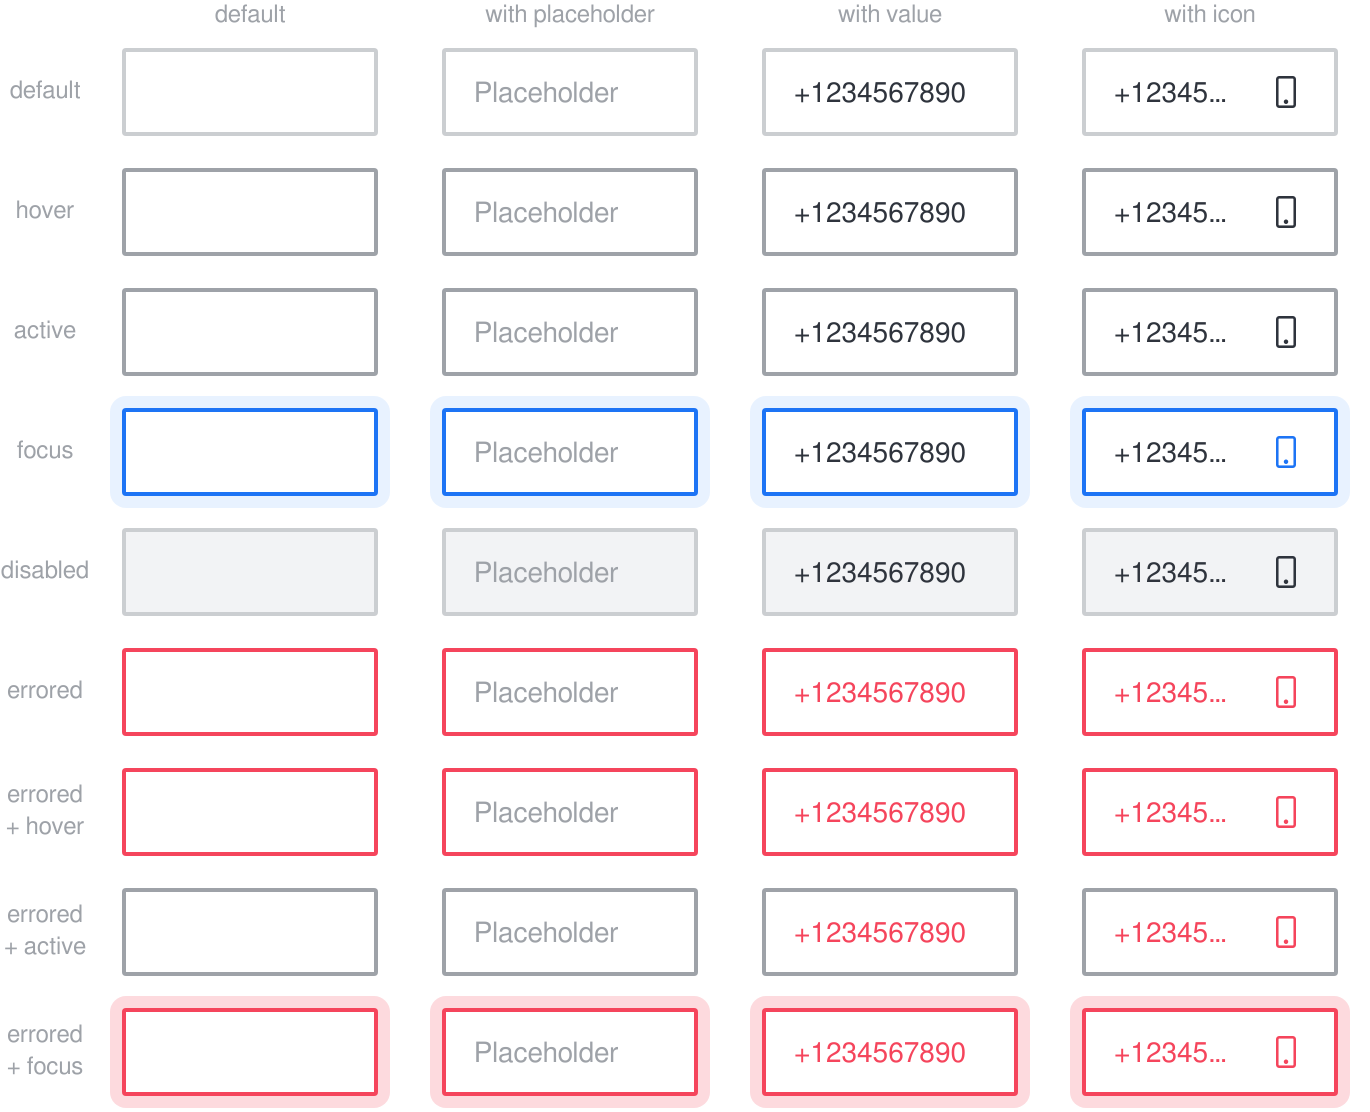 default with placeholder with value with icon
default Placeholder +1234567890 +12345...
hover Placeholder +1234567890 +12345...
active Placeholder +1234567890 +12345...
focus Placeholder +1234567890 +12345...
disabled Placeholder +1234567890 +12345...
errored Placeholder +1234567890 +12345...
errored
+ hover Placeholder +1234567890 +12345...
errored
+ active Placeholder +1234567890 +12345...
errored
+ focus Placeholder +1234567890 +12345...